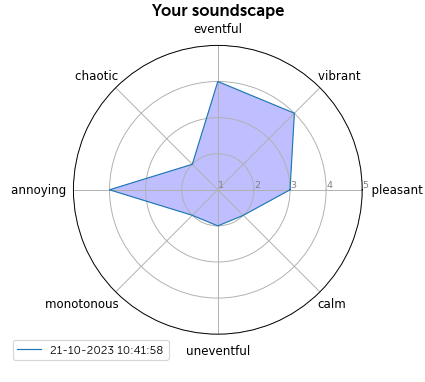 Your soundscape
eventful
chaotic
vibrant
annoying
1
2
3
4
5
pleasant
monotonous
calm
uneventful
21-10-2023 10:41:58